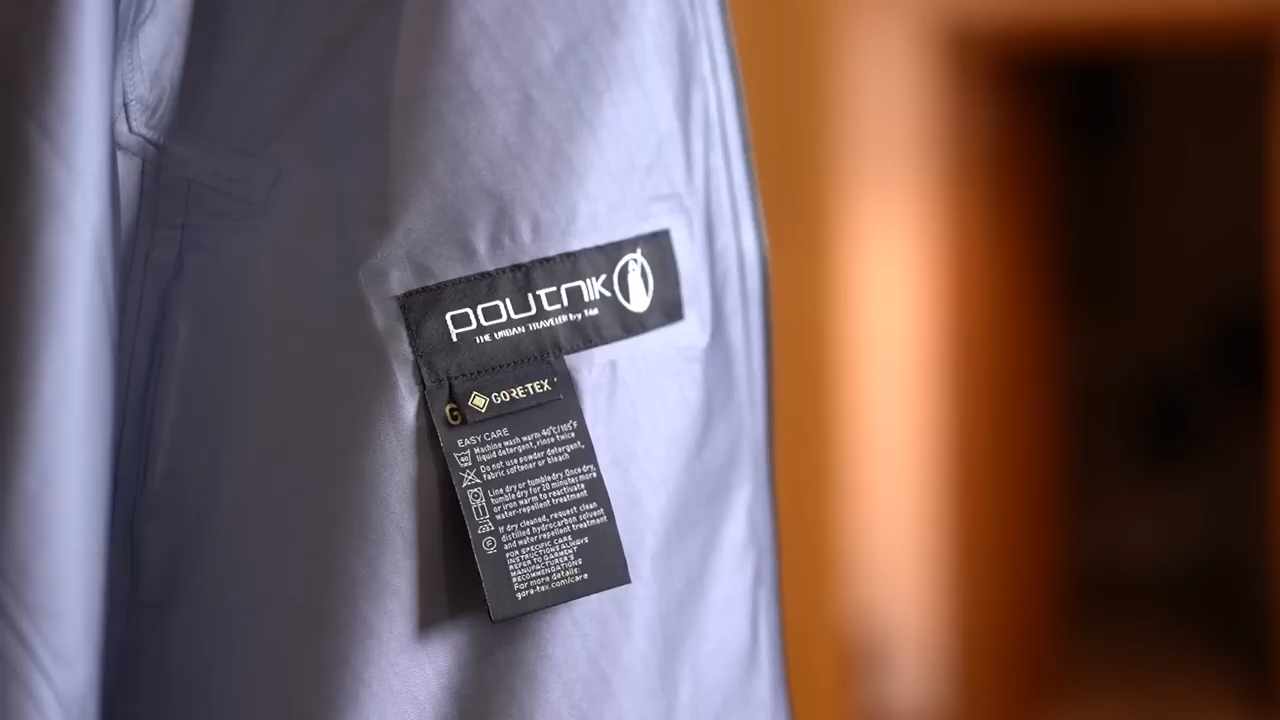 poutnik
THE URBAN TRAVELER by Tilak
GORE-TEX
G
EASY CARE
Machine wash warm 40°C/105°F
liquid detergent, rinse twice
Do not use powder detergent,
fabric softener or bleach
Line dry or tumble dry. Once dry,
tumble dry for 20 minutes more
or iron warm to reactivate
water-repellent treatment
If dry cleaned, request clean
distilled hydrocarbon solvent
and water repellent treatment
FOR SPECIFIC CARE
INSTRUCTIONS ALWAYS
REFER TO GARMENT
MANUFACTURER'S
RECOMMENDATIONS
For more details:
gore-tex.com/care